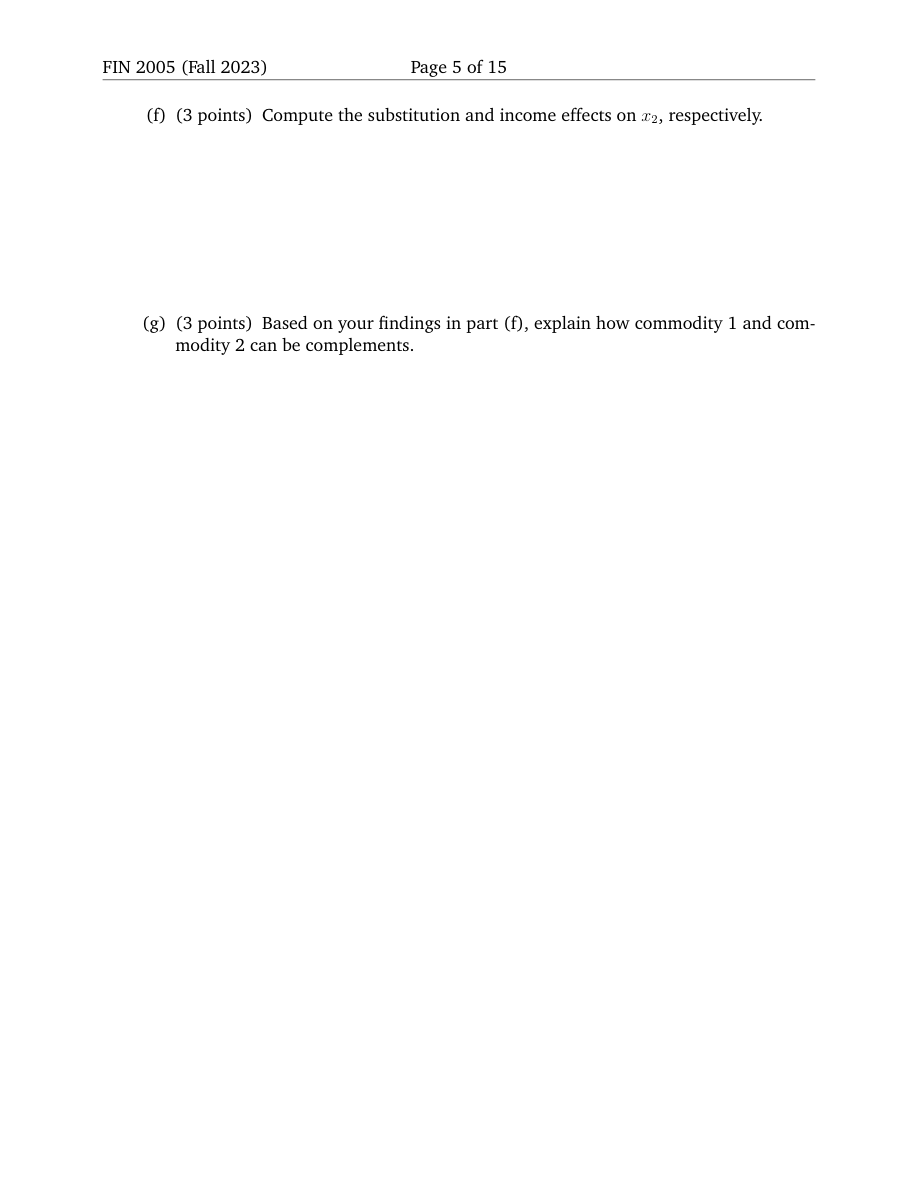 FIN 2005 (Fall 2023) Page 5 of 15
(f) (3 points) Compute the substitution and income effects on x₂, respectively.
(g) (3 points) Based on your findings in part (f), explain how commodity 1 and com-
modity 2 can be complements.